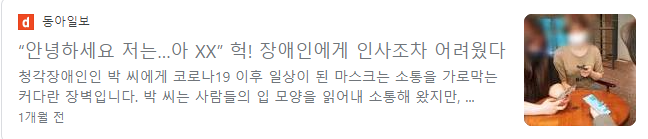 d 동아일보
“안녕하세요 저는...아 XX” 헉! 장애인에게 인사조차 어려웠다
청각장애인인 박 씨에게 코로나19 이후 일상이 된 마스크는 소통을 가로막는
커다란 장벽입니다. 박 씨는 사람들의 입 모양을 읽어내 소통해 왔지만, ...
1개월 전